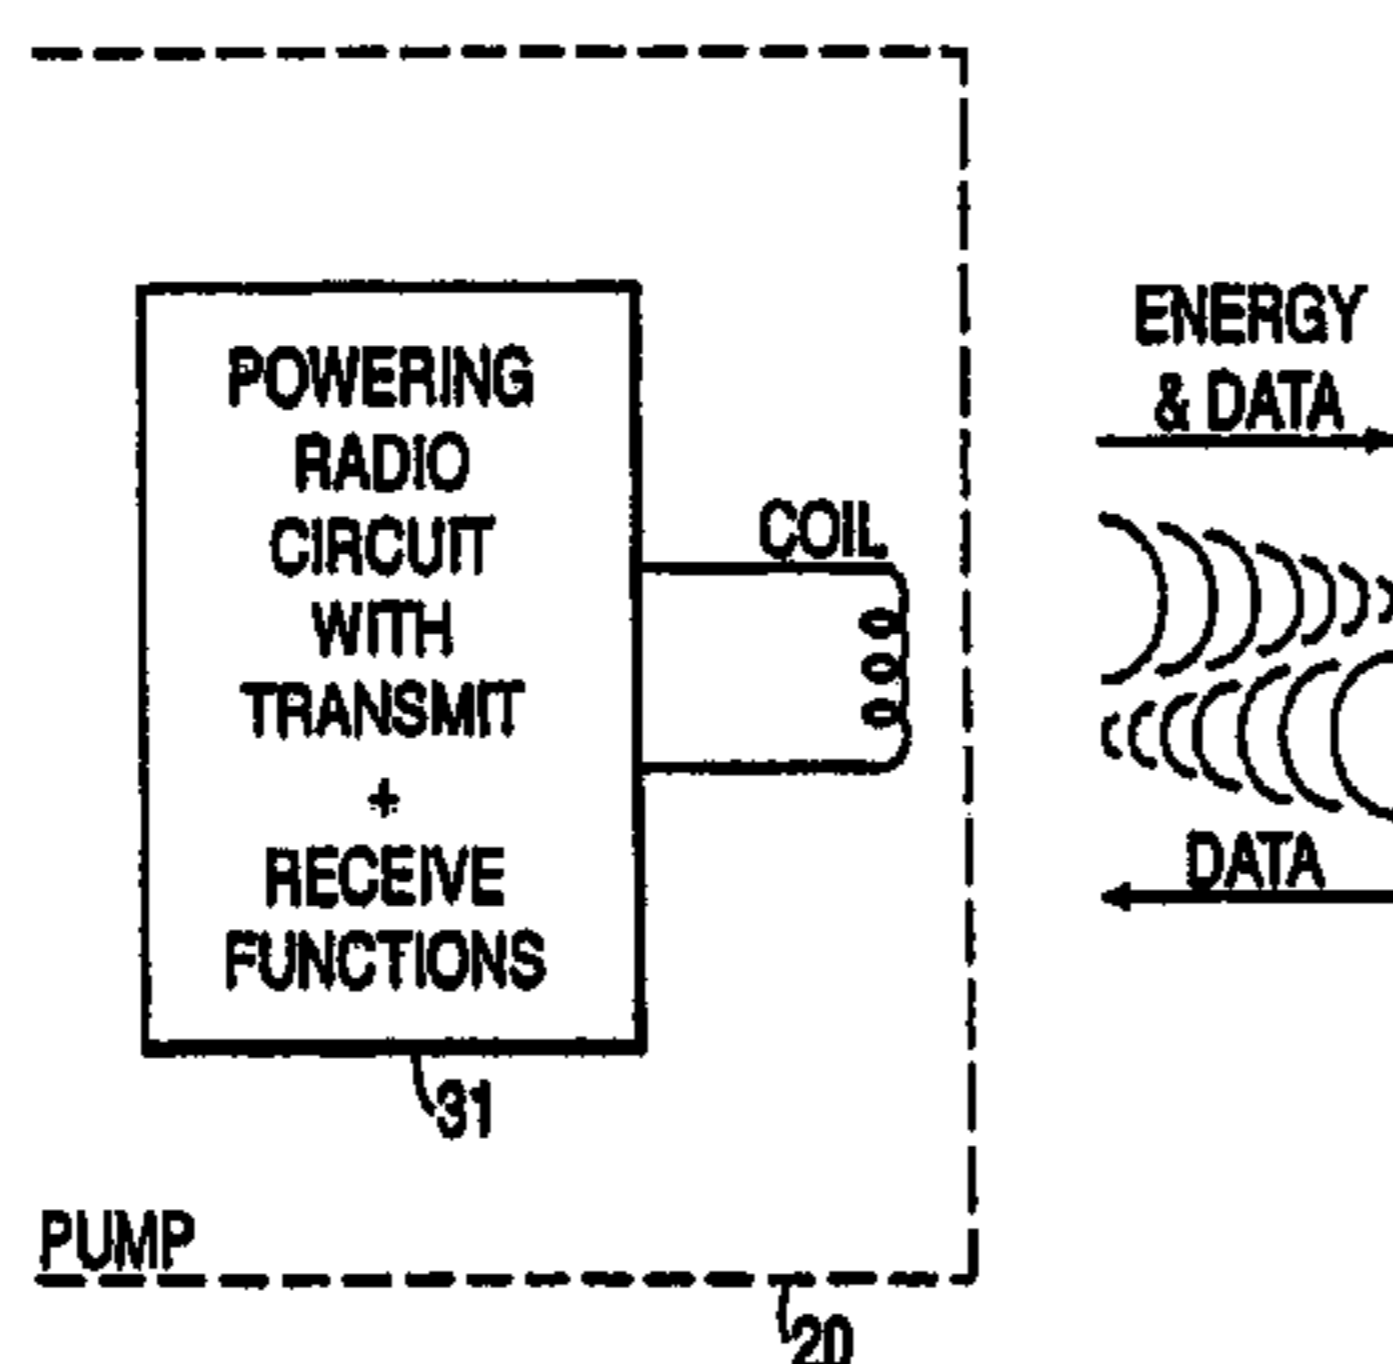 POWERING
RADIO
CIRCUIT
WITH
TRANSMIT
+
RECEIVE
FUNCTIONS
31
COIL
PUMP
20
ENERGY
& DATA
DATA